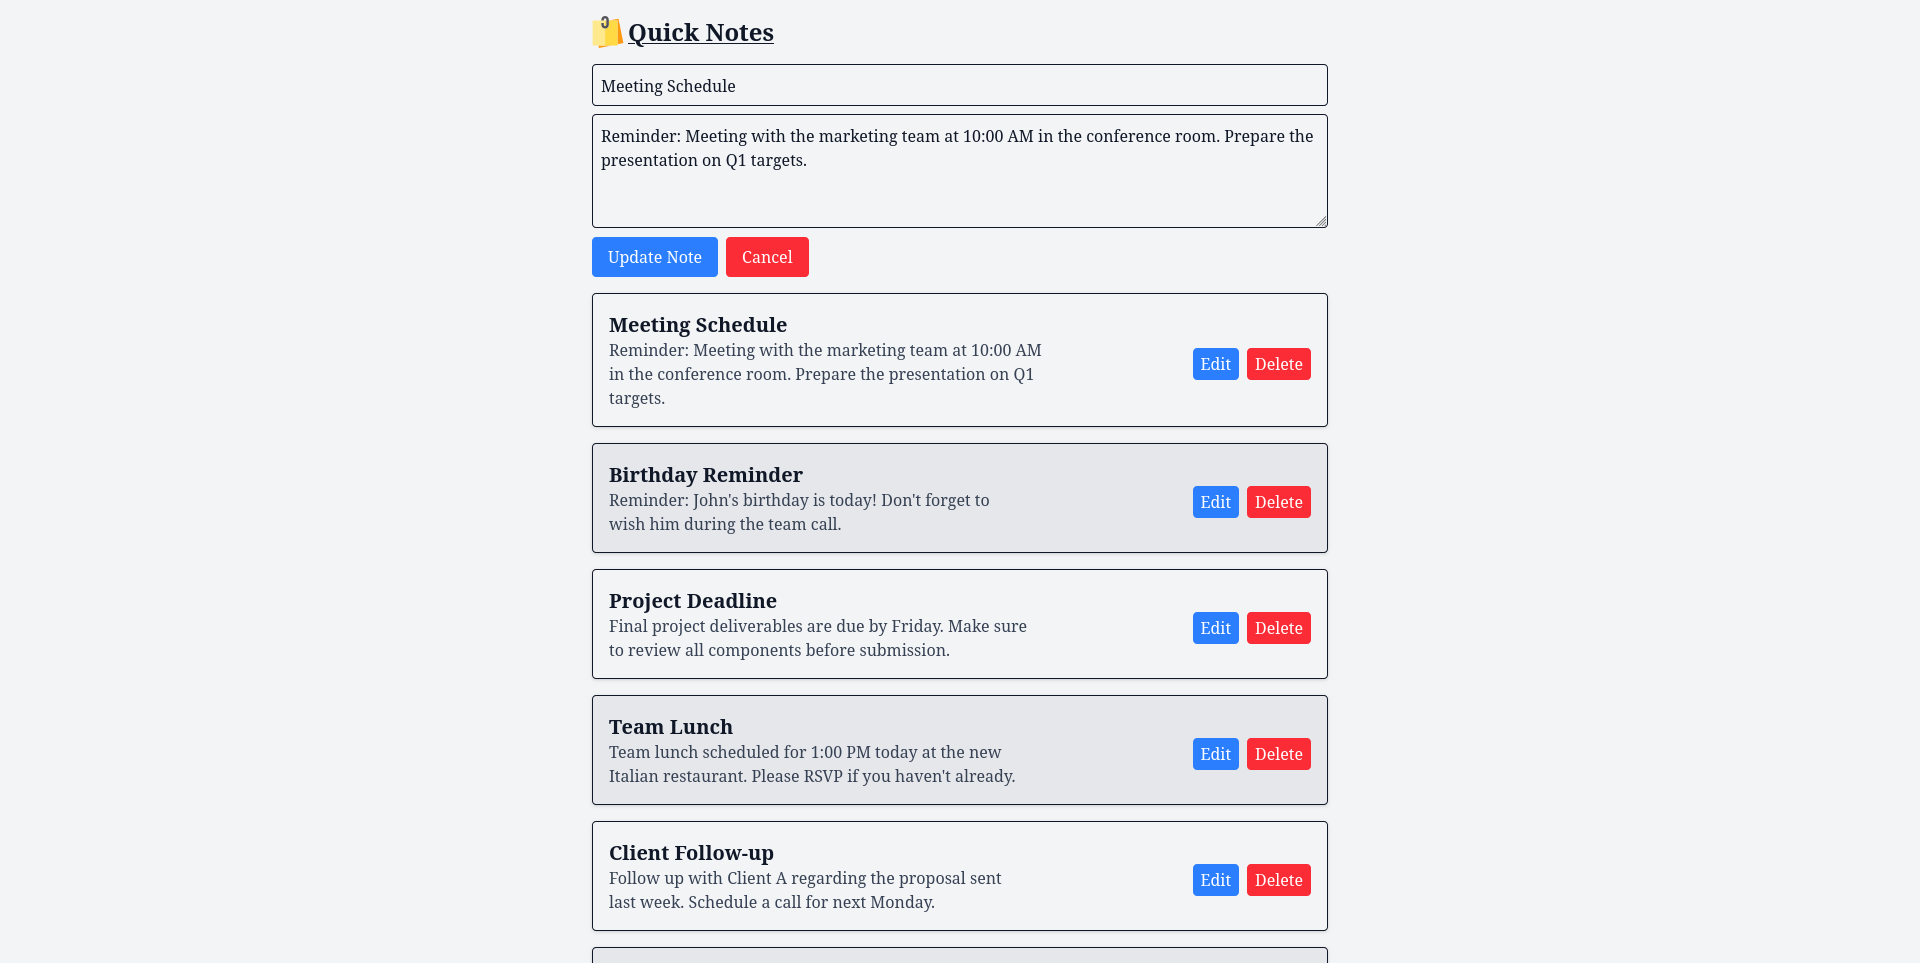 Quick Notes
Meeting Schedule
Reminder: Meeting with the marketing team at 10:00 AM in the conference room. Prepare the
presentation on Q1 targets.
Update Note Cancel
Meeting Schedule
Reminder: Meeting with the marketing team at 10:00 AM
in the conference room. Prepare the presentation on Q1
targets.
Edit Delete
Birthday Reminder
Reminder: John's birthday is today! Don't forget to
wish him during the team call.
Edit Delete
Project Deadline
Final project deliverables are due by Friday. Make sure
to review all components before submission.
Edit Delete
Team Lunch
Team lunch scheduled for 1:00 PM today at the new
Italian restaurant. Please RSVP if you haven't already.
Edit Delete
Client Follow-up
Follow up with Client A regarding the proposal sent
last week. Schedule a call for next Monday.
Edit Delete